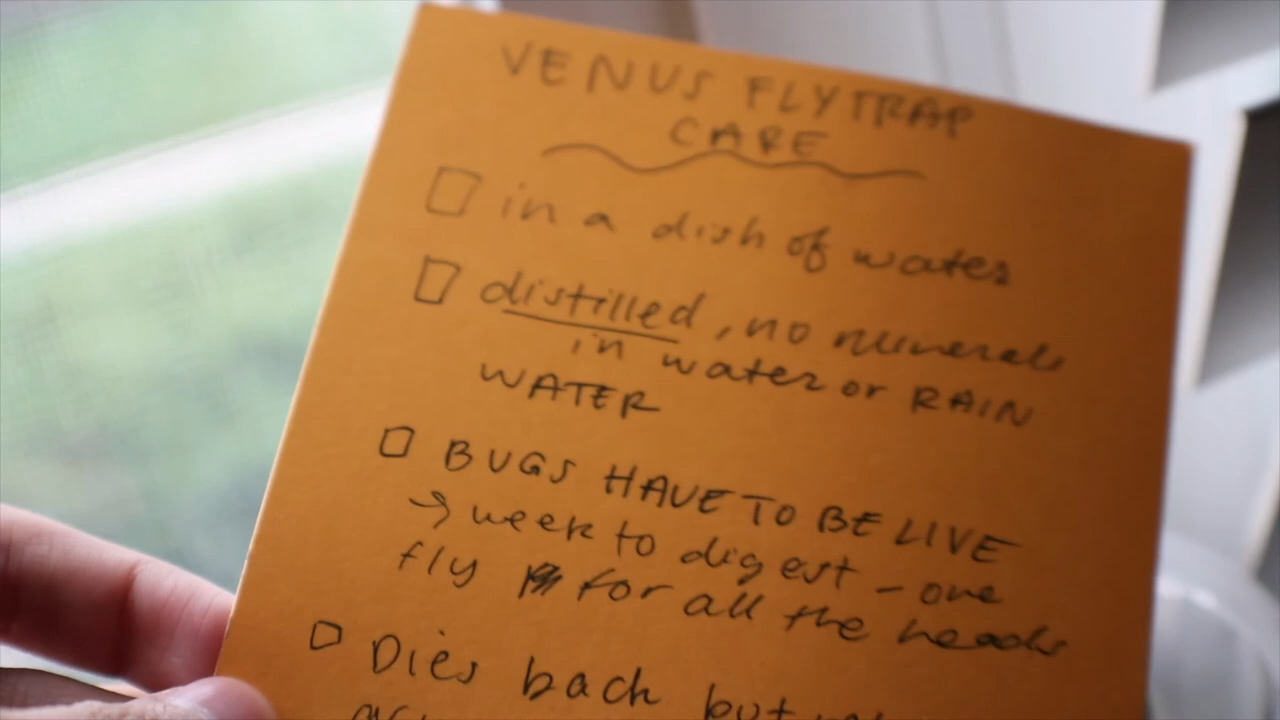 VENUS FLYTRAP
CARE
in a dish of water
distilled, no minerals
in water or RAIN
WATER
BUGS HAVE TO BE LIVE
→ week to digest - one
fly for all the heads
Dies back but